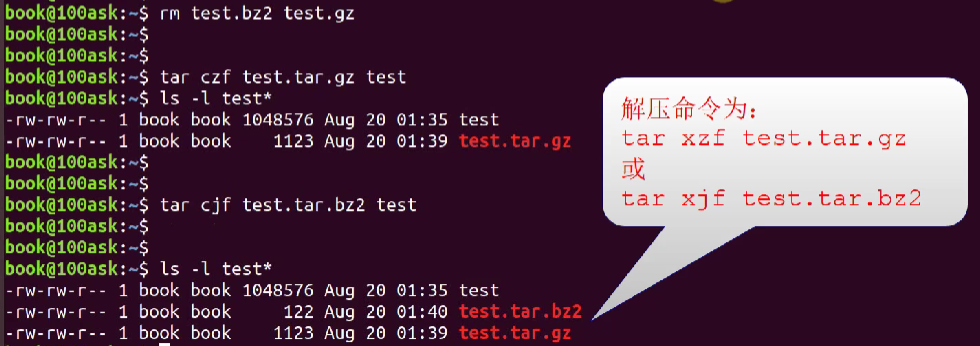 book@100ask:~$ rm test.bz2 test.gz
book@100ask:~$
book@100ask:~$
book@100ask:~$ tar czf test.tar.gz test
book@100ask:~$ ls -l test*
-rw-rw-r-- 1 book book 1048576 Aug 20 01:35 test
-rw-rw-r-- 1 book book    1123 Aug 20 01:39 test.tar.gz
book@100ask:~$
book@100ask:~$
book@100ask:~$ tar cjf test.tar.bz2 test
book@100ask:~$
book@100ask:~$
book@100ask:~$ ls -l test*
-rw-rw-r-- 1 book book 1048576 Aug 20 01:35 test
-rw-rw-r-- 1 book book     122 Aug 20 01:40 test.tar.bz2
-rw-rw-r-- 1 book book    1123 Aug 20 01:39 test.tar.gz
解压命令为:
tar xzf test.tar.gz
或
tar xjf test.tar.bz2